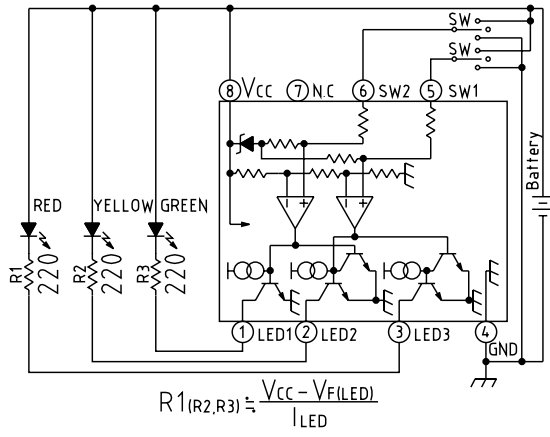 SW
SW
8 VCC
7 N.C
6 SW2
5 SW1
Battery
RED
YELLOW
GREEN
R1
220
R2
220
R3
220
− +
− +
1 LED1
2 LED2
3 LED3
4
GND
R1(R2,R3) ≒ VCC − VF(LED)
ILED